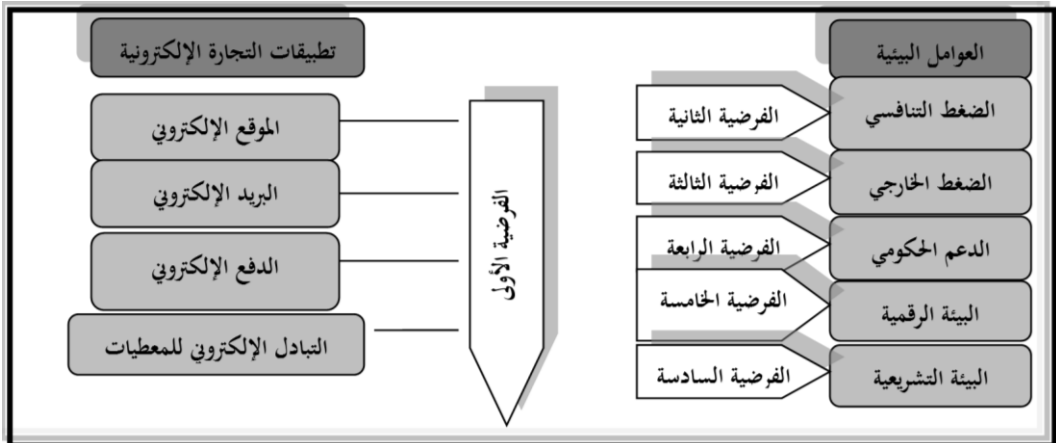 العوامل البيئية
الضغط التنافسي
الضغط الخارجي
الدعم الحكومي
البيئة الرقمية
البيئة التشريعية
الفرضية الثانية
الفرضية الثالثة
الفرضية الرابعة
الفرضية الخامسة
الفرضية السادسة
الفرضية الأولى
تطبيقات التجارة الإلكترونية
الموقع الإلكتروني
البريد الإلكتروني
الدفع الإلكتروني
التبادل الإلكتروني للمعطيات